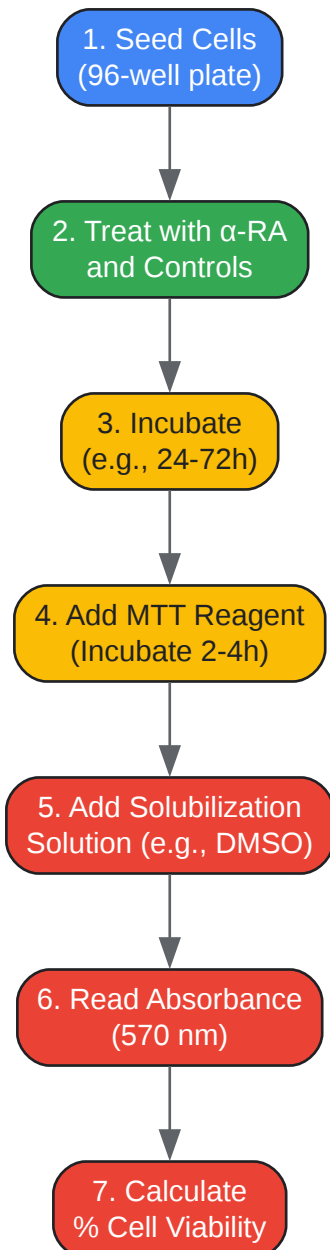 1. Seed Cells
(96-well plate)
2. Treat with α-RA
and Controls
3. Incubate
(e.g., 24-72h)
4. Add MTT Reagent
(Incubate 2-4h)
5. Add Solubilization
Solution (e.g., DMSO)
6. Read Absorbance
(570 nm)
7. Calculate
% Cell Viability